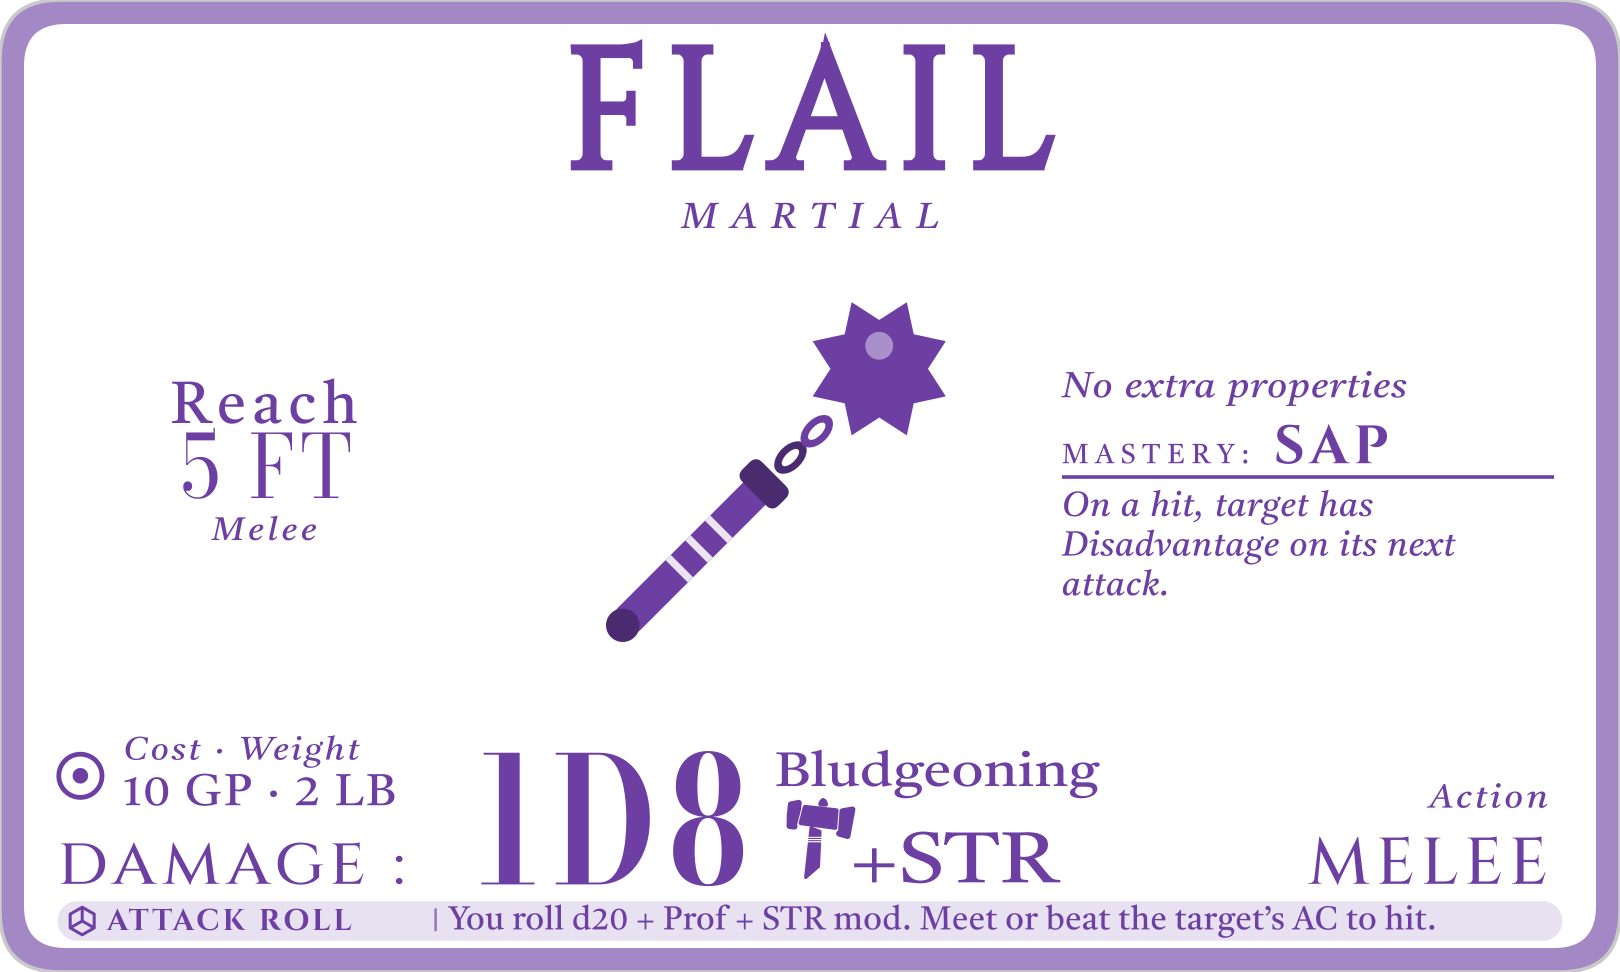 FLAIL
MARTIAL
Reach
5 FT
Melee
No extra properties
MASTERY: SAP
On a hit, target has
Disadvantage on its next
attack.
Cost · Weight
10 GP · 2 LB
DAMAGE :
1D8
Bludgeoning
+STR
Action
MELEE
ATTACK ROLL | You roll d20 + Prof + STR mod. Meet or beat the target’s AC to hit.